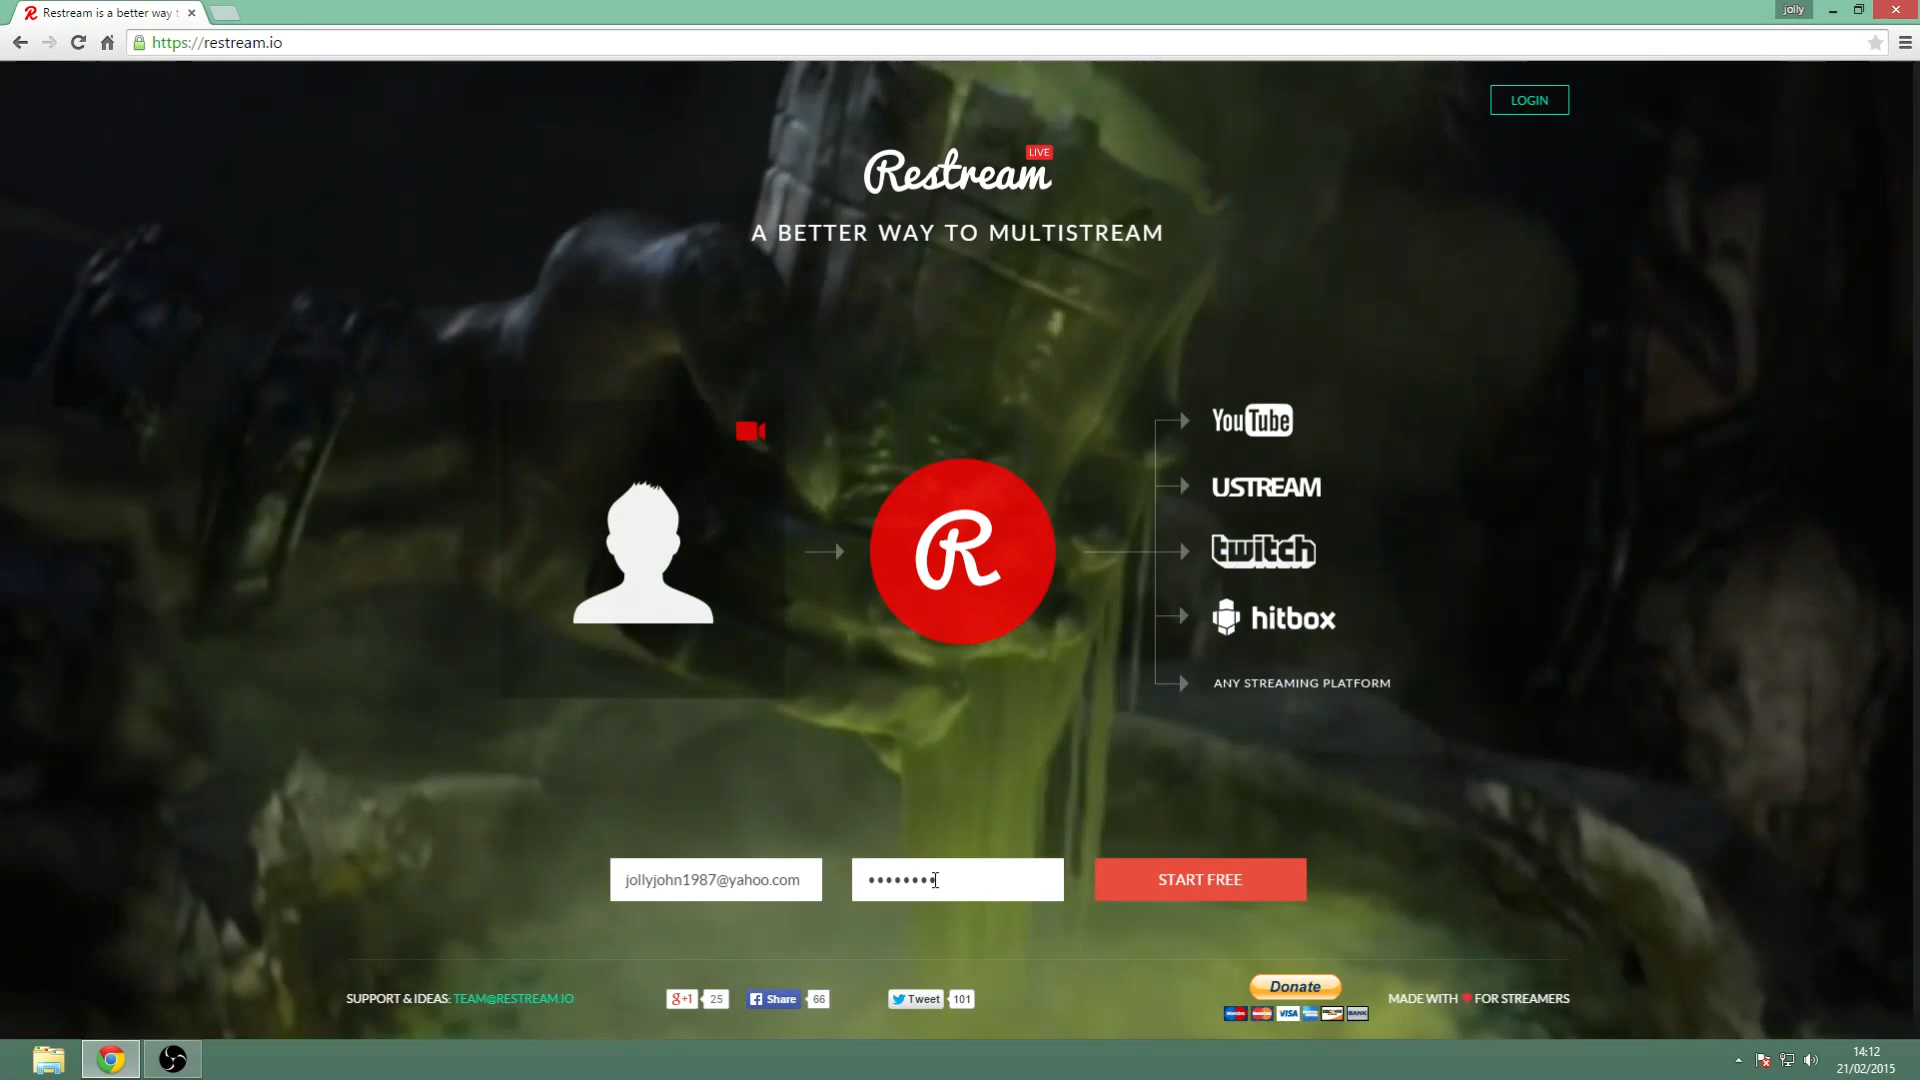 Restream is a better way t
jolly
https://restream.io
LOGIN
Restream LIVE
A BETTER WAY TO MULTISTREAM
YouTube
USTREAM
R
twitch
hitbox
ANY STREAMING PLATFORM
jollyjohn1987@yahoo.com
••••••••
START FREE
SUPPORT & IDEAS: TEAM@RESTREAM.IO
g+1 25
Share 66
Tweet 101
Donate
VISA
MADE WITH ♥ FOR STREAMERS
14:12
21/02/2015